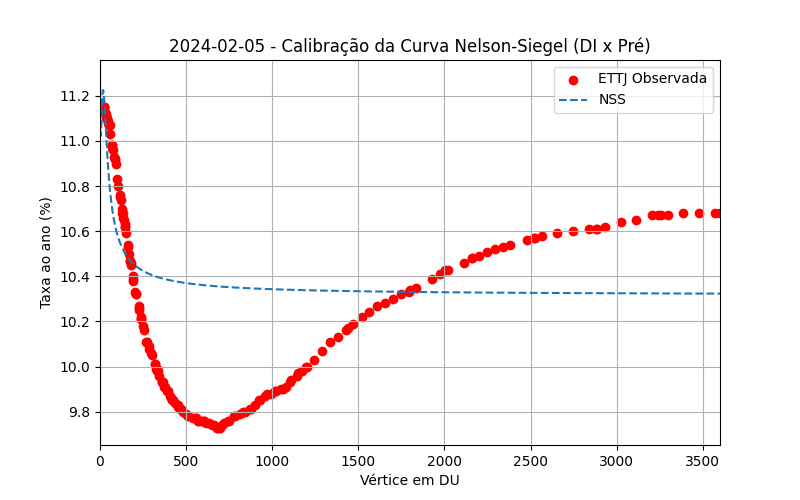 2024-02-05 - Calibração da Curva Nelson-Siegel (DI x Pré)
ETTJ Observada
NSS
Taxa ao ano (%)
11.2
11.0
10.8
10.6
10.4
10.2
10.0
9.8
0 500 1000 1500 2000 2500 3000 3500
Vértice em DU